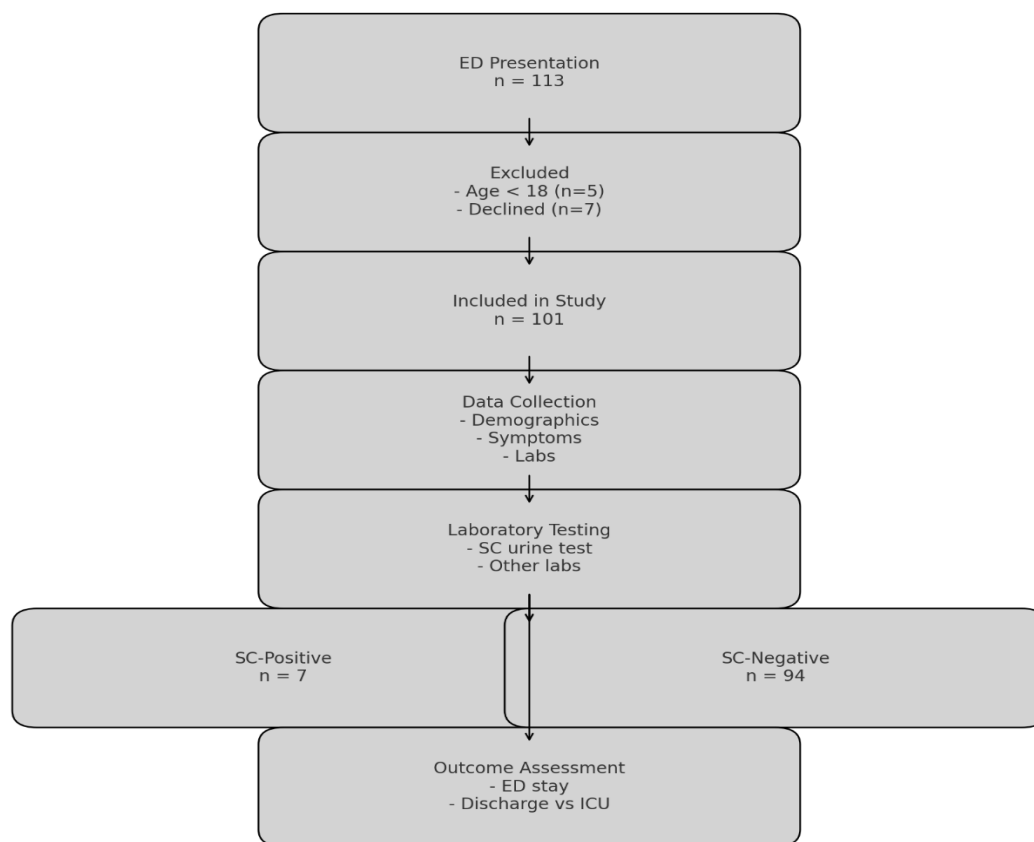 ED Presentation
n = 113
Excluded
- Age < 18 (n=5)
- Declined (n=7)
Included in Study
n = 101
Data Collection
- Demographics
- Symptoms
- Labs
Laboratory Testing
- SC urine test
- Other labs
SC-Positive
n = 7
SC-Negative
n = 94
Outcome Assessment
- ED stay
- Discharge vs ICU